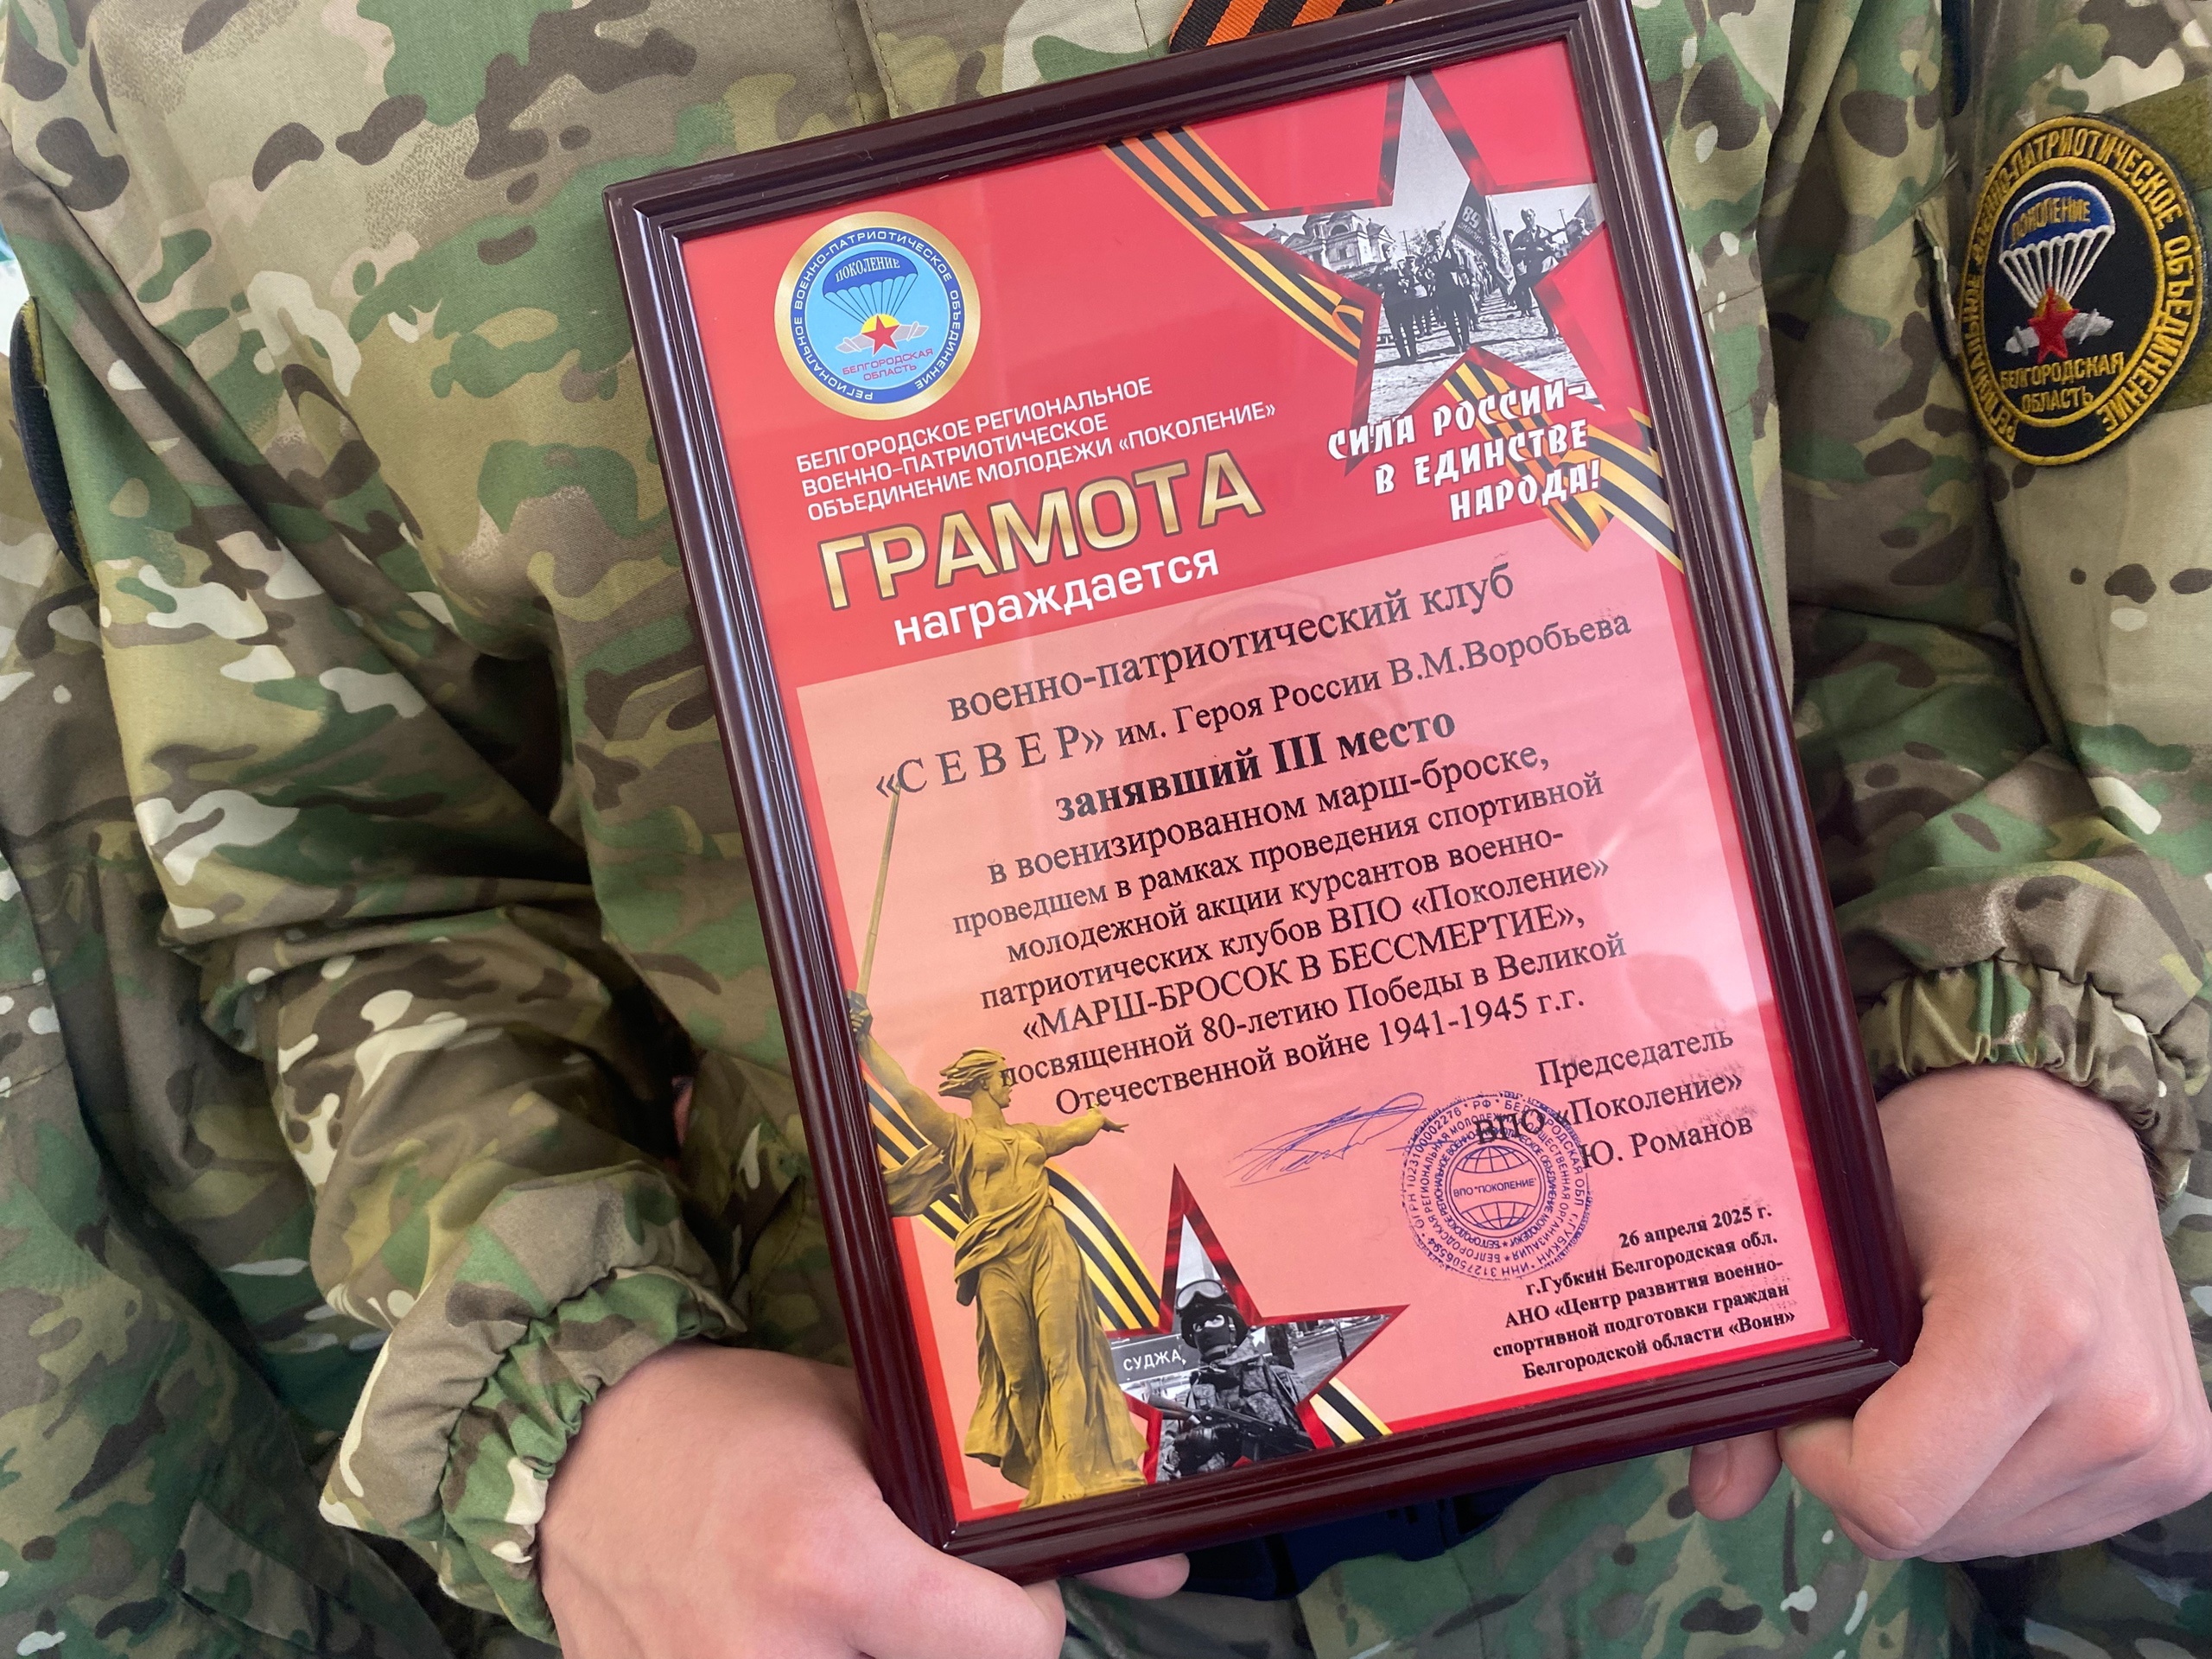 РЕГИОНАЛЬНОЕ ВОЕННО-ПАТРИОТИЧЕСКОЕ ОБЪЕДИНЕНИЕ
ПОКОЛЕНИЕ
БЕЛГОРОДСКАЯ
ОБЛАСТЬ
БЕЛГОРОДСКОЕ РЕГИОНАЛЬНОЕ
ВОЕННО-ПАТРИОТИЧЕСКОЕ
ОБЪЕДИНЕНИЕ МОЛОДЕЖИ «ПОКОЛЕНИЕ»
89
СИЛА РОССИИ-
В ЕДИНСТВЕ
НАРОДА!
ГРАМОТА
награждается
военно-патриотический клуб
«С Е В Е Р» им. Героя России В.М.Воробьева
занявший III место
в военизированном марш-броске,
проведшем в рамках проведения спортивной
молодежной акции курсантов военно-
патриотических клубов ВПО «Поколение»
«МАРШ-БРОСОК В БЕССМЕРТИЕ»,
посвященной 80-летию Победы в Великой
Отечественной войне 1941-1945 г.г.
Председатель
ВПО «Поколение»
Ю. Романов
ВПО "ПОКОЛЕНИЕ"
26 апреля 2025 г.
г.Губкин Белгородская обл.
АНО «Центр развития военно-
спортивной подготовки граждан
Белгородской области «Воин»
СУДЖА
РЕГИОНАЛЬНОЕ ВОЕННО-ПАТРИОТИЧЕСКОЕ ОБЪЕДИНЕНИЕ
ПОКОЛЕНИЕ
БЕЛГОРОДСКАЯ
ОБЛАСТЬ